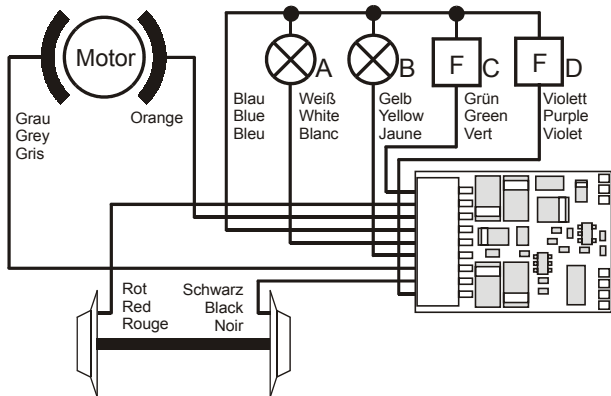 Motor
A
B
F
C
F
D
Grau
Grey
Gris
Orange
Blau
Blue
Bleu
Weiß
White
Blanc
Gelb
Yellow
Jaune
Grün
Green
Vert
Violett
Purple
Violet
Rot
Red
Rouge
Schwarz
Black
Noir